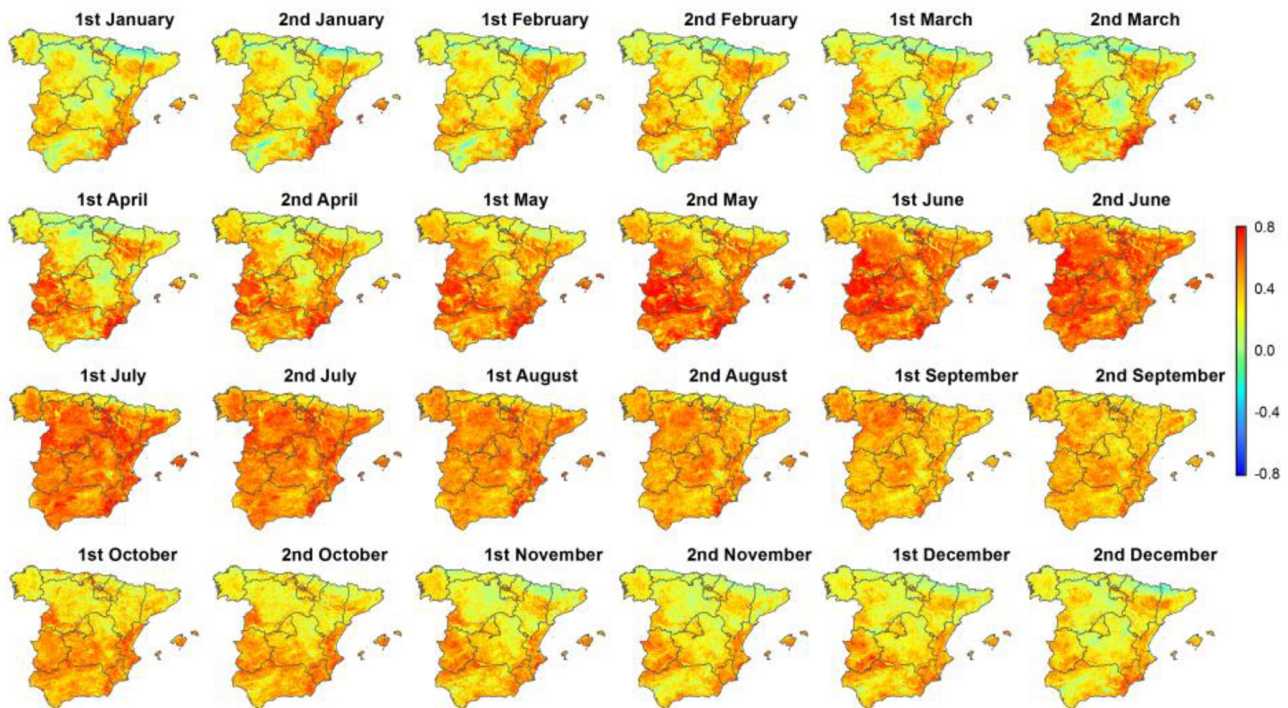 1st January 2nd January 1st February 2nd February 1st March 2nd March
1st April 2nd April 1st May 2nd May 1st June 2nd June
0.8
0.4
0.0
-0.4
-0.8
1st July 2nd July 1st August 2nd August 1st September 2nd September
1st October 2nd October 1st November 2nd November 1st December 2nd December